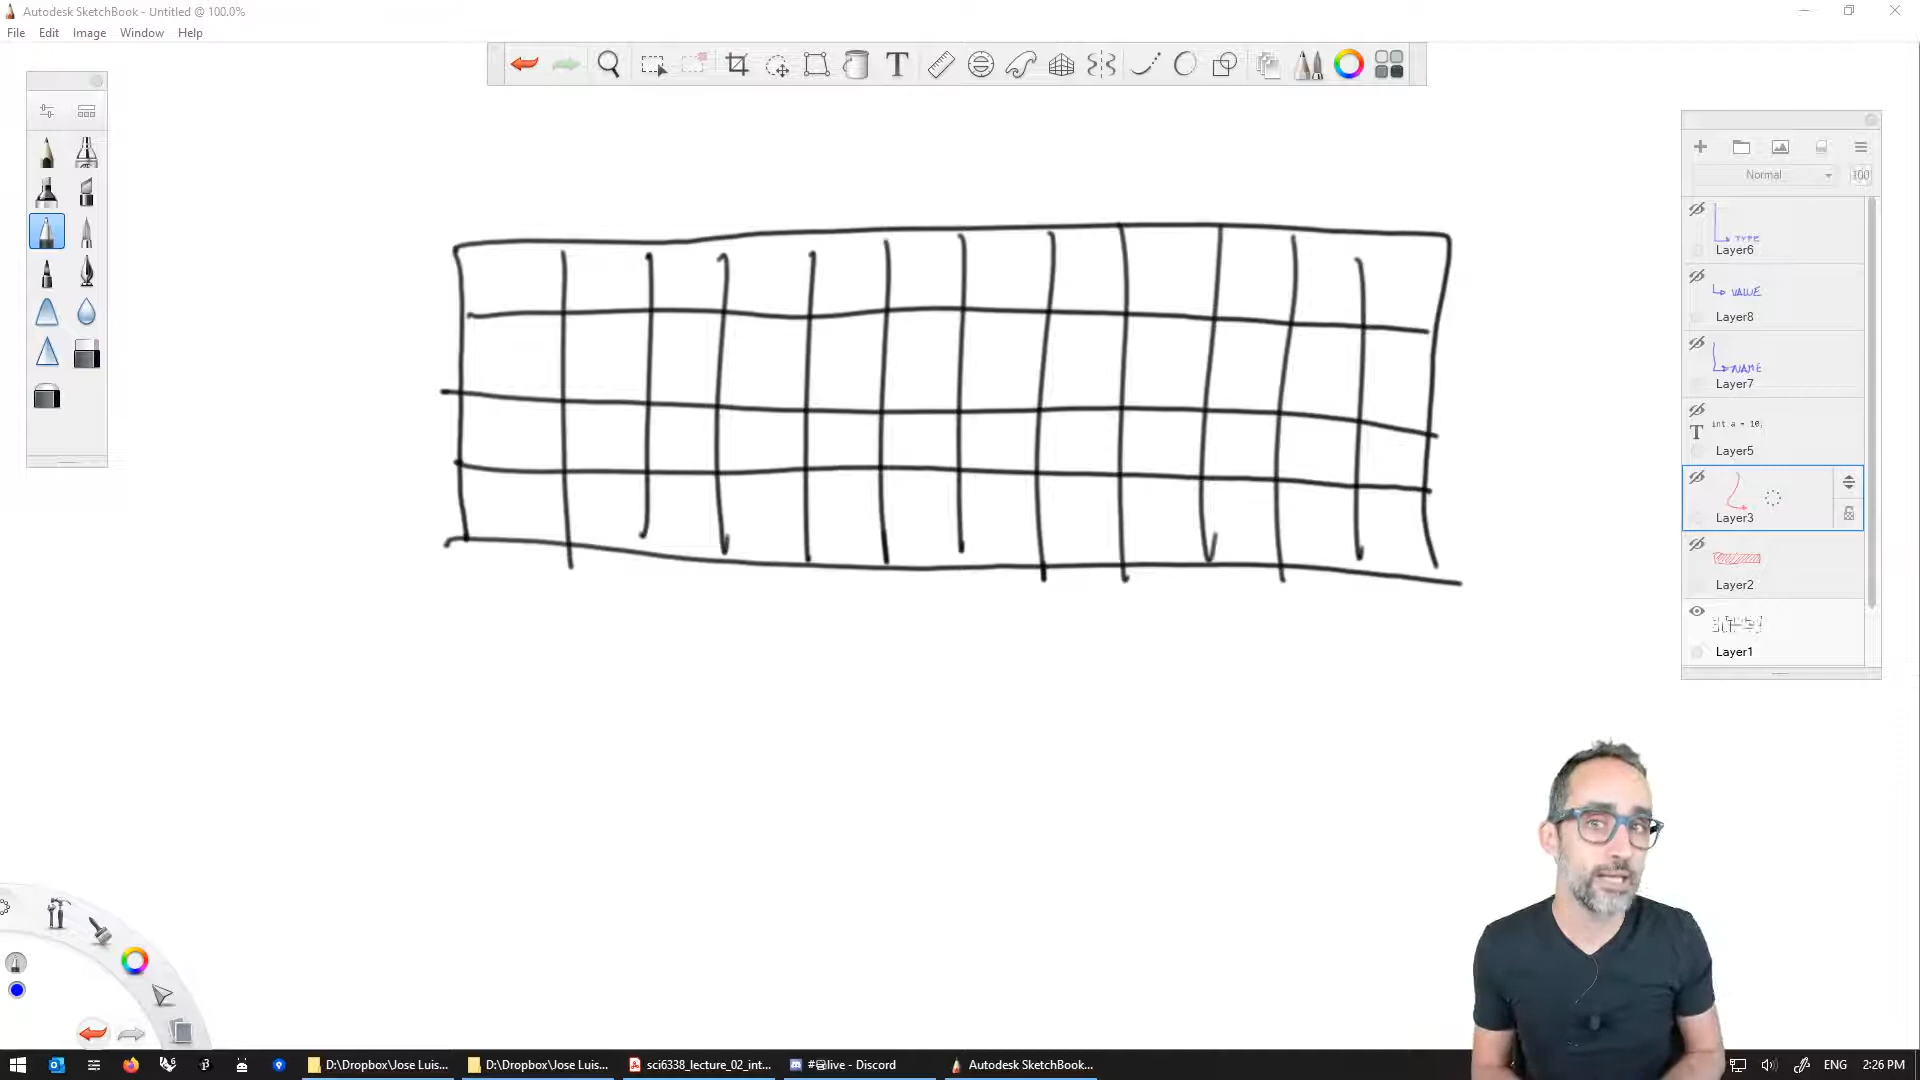 Autodesk SketchBook - Untitled @ 100.0%
File Edit Image Window Help
T
Normal 100
TYPE
Layer6
VALUE
Layer8
NAME
Layer7
T int a = 10;
Layer5
Layer3
Layer2
Layer1
D:\Dropbox\Jose Luis... D:\Dropbox\Jose Luis... sci6338_lecture_02_int... live - Discord Autodesk SketchBook... ENG 2:26 PM